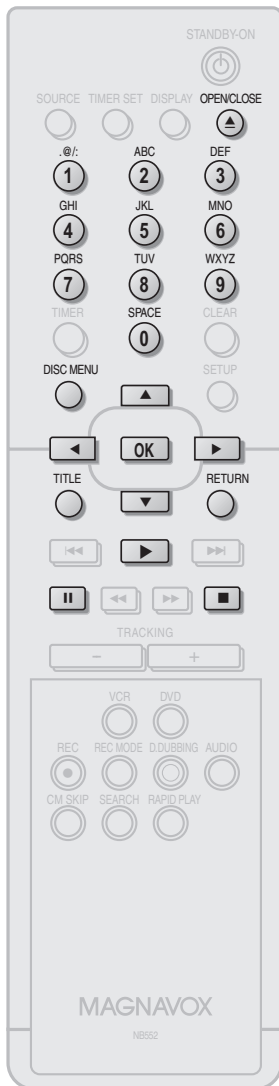 STANDBY-ON
SOURCE TIMER SET DISPLAY OPEN/CLOSE
.@/: ABC DEF
1 2 3
GHI JKL MNO
4 5 6
PQRS TUV WXYZ
7 8 9
TIMER SPACE CLEAR
0
DISC MENU SETUP
OK
TITLE RETURN
TRACKING
– +
VCR DVD
REC REC MODE D.DUBBING AUDIO
CM SKIP SEARCH RAPID PLAY
MAGNAVOX
NB552